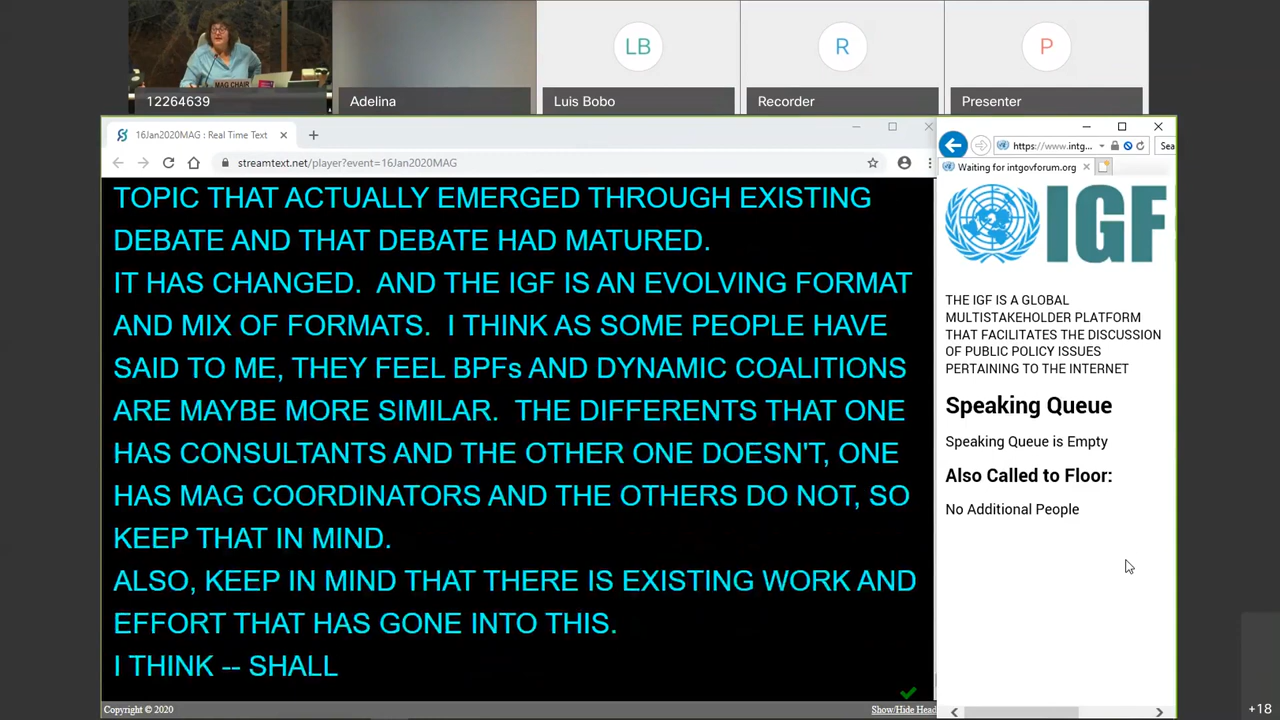 MAG CHAIR
12264639
Adelina
LB
Luis Bobo
R
Recorder
P
Presenter
16Jan2020MAG : Real Time Text
streamtext.net/player?event=16Jan2020MAG
TOPIC THAT ACTUALLY EMERGED THROUGH EXISTING
DEBATE AND THAT DEBATE HAD MATURED.
IT HAS CHANGED. AND THE IGF IS AN EVOLVING FORMAT
AND MIX OF FORMATS. I THINK AS SOME PEOPLE HAVE
SAID TO ME, THEY FEEL BPFs AND DYNAMIC COALITIONS
ARE MAYBE MORE SIMILAR. THE DIFFERENTS THAT ONE
HAS CONSULTANTS AND THE OTHER ONE DOESN'T, ONE
HAS MAG COORDINATORS AND THE OTHERS DO NOT, SO
KEEP THAT IN MIND.
ALSO, KEEP IN MIND THAT THERE IS EXISTING WORK AND
EFFORT THAT HAS GONE INTO THIS.
I THINK -- SHALL
Copyright © 2020
Show/Hide Head
https://www.intg...
Sea
Waiting for intgovforum.org
IGF
THE IGF IS A GLOBAL
MULTISTAKEHOLDER PLATFORM
THAT FACILITATES THE DISCUSSION
OF PUBLIC POLICY ISSUES
PERTAINING TO THE INTERNET
Speaking Queue
Speaking Queue is Empty
Also Called to Floor:
No Additional People
+18